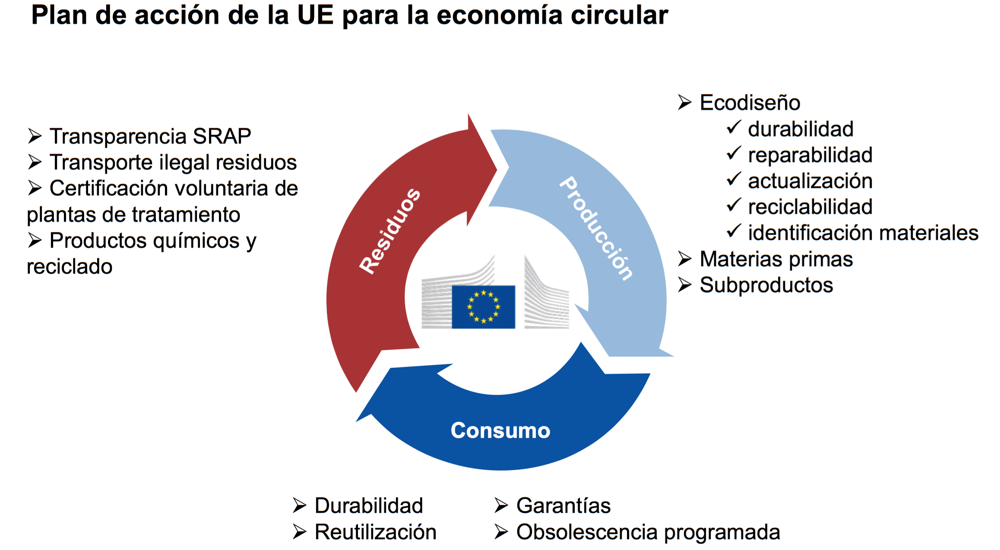 Plan de acción de la UE para la economía circular
➢ Transparencia SRAP
➢ Transporte ilegal residuos
➢ Certificación voluntaria de
plantas de tratamiento
➢ Productos químicos y
reciclado
Residuos
Producción
Consumo
➢ Ecodiseño
✓ durabilidad
✓ reparabilidad
✓ actualización
✓ reciclabilidad
✓ identificación materiales
➢ Materias primas
➢ Subproductos
➢ Durabilidad
➢ Reutilización
➢ Garantías
➢ Obsolescencia programada